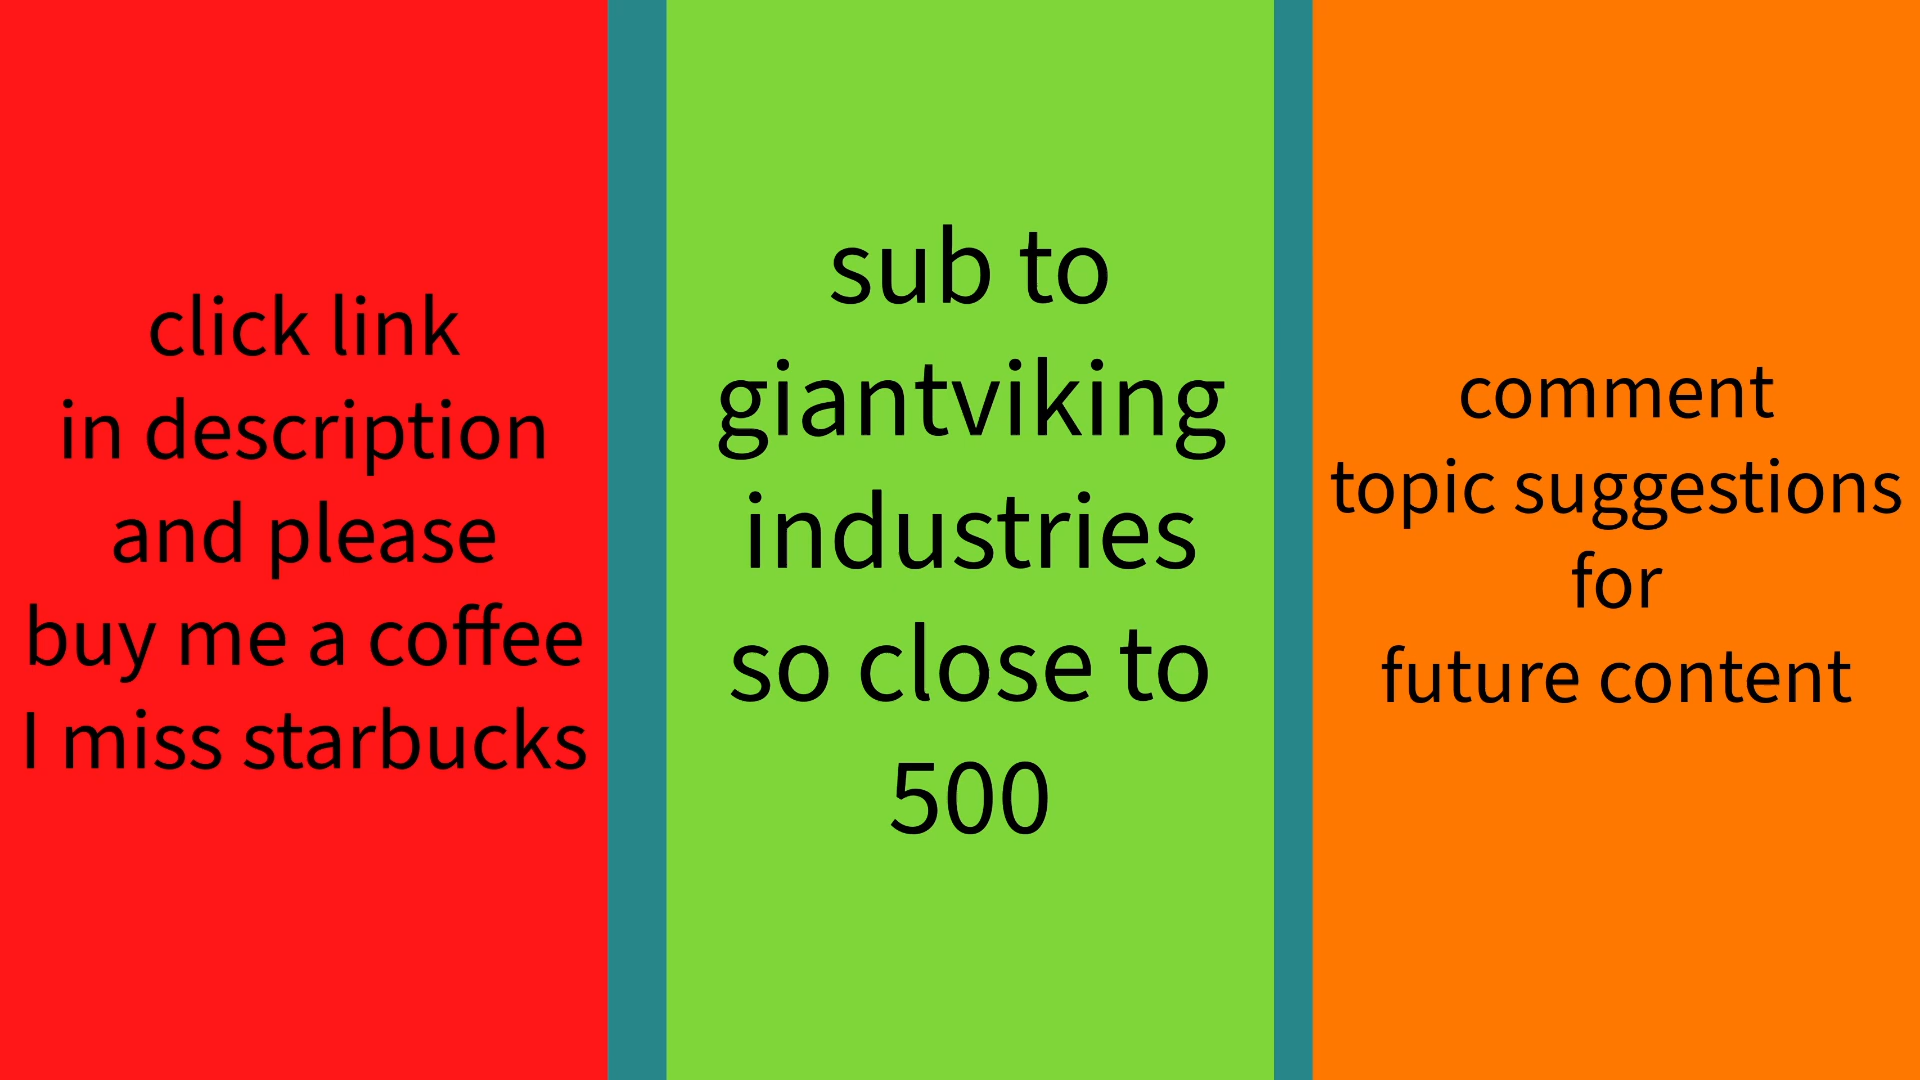 click link
in description
and please
buy me a coffee
I miss starbucks
sub to
giantviking
industries
so close to
500
comment
topic suggestions
for
future content